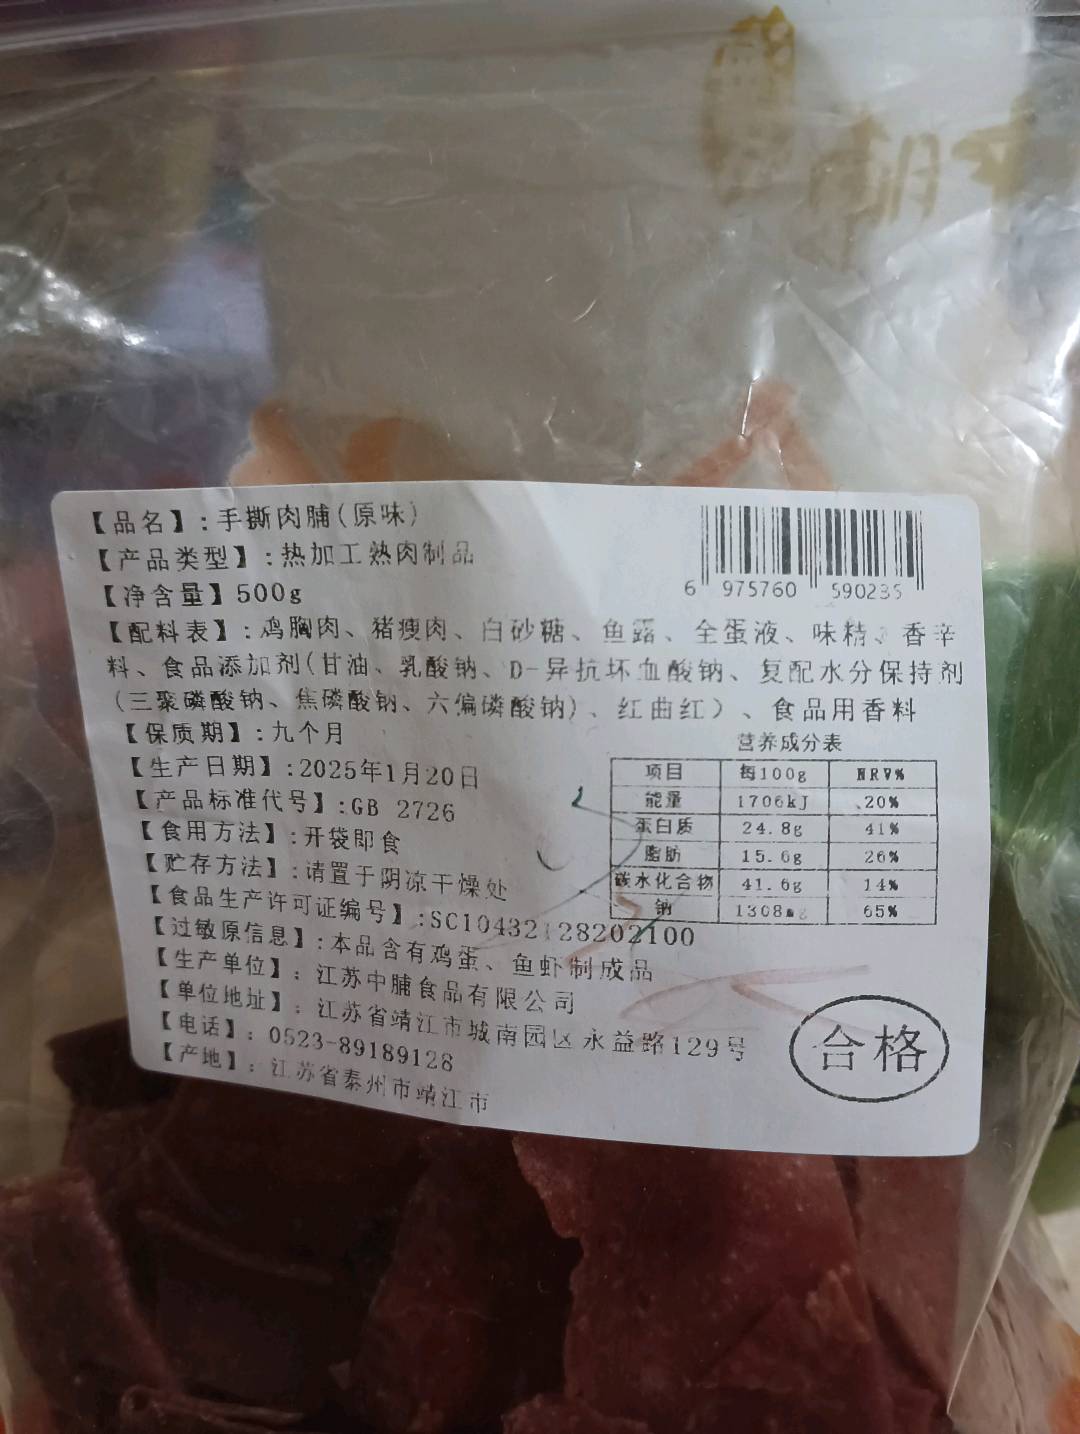 【品名】:手撕肉脯(原味)
【产品类型】:热加工熟肉制品
【净含量】500g
6 975760 590235
【配料表】:鸡胸肉、猪瘦肉、白砂糖、鱼露、全蛋液、味精、香辛
料、食品添加剂(甘油、乳酸钠、D-异抗坏血酸钠、复配水分保持剂
(三聚磷酸钠、焦磷酸钠、六偏磷酸钠)、红曲红)、食品用香料
【保质期】:九个月
【生产日期】:2025年1月20日
【产品标准代号】:GB 2726
【食用方法】:开袋即食
【贮存方法】:请置于阴凉干燥处
【食品生产许可证编号】:SC10432128202100
【过敏原信息】:本品含有鸡蛋、鱼虾制成品
【生产单位】:江苏中脯食品有限公司
【单位地址】:江苏省靖江市城南园区永益路129号
【电话】:0523-89189128
【产地】:江苏省泰州市靖江市
营养成分表
项目 每100g NRV%
能量 1706kJ 20%
蛋白质 24.8g 41%
脂肪 15.6g 26%
碳水化合物 41.6g 14%
钠 1308mg 65%
合格